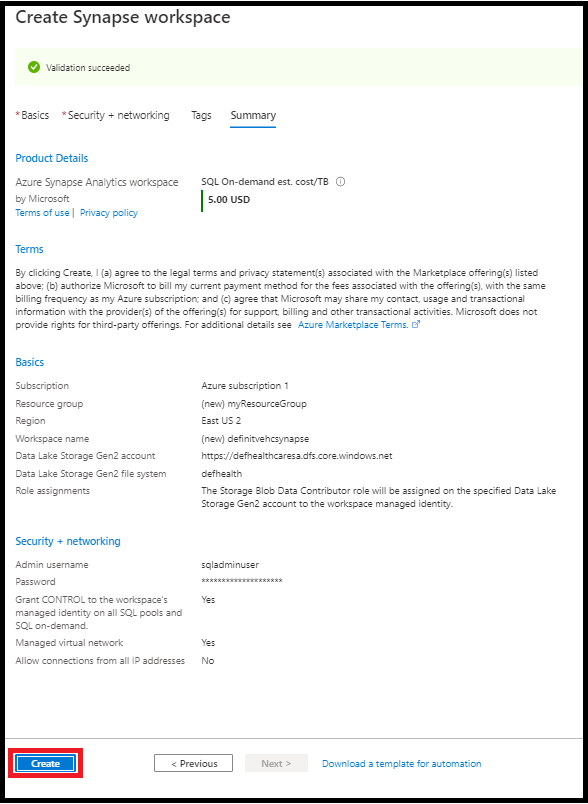 Create Synapse workspace
Validation succeeded
*Basics *Security + networking Tags Summary
Product Details
Azure Synapse Analytics workspace
by Microsoft
Terms of use | Privacy policy
SQL On-demand est. cost/TB
5.00 USD
Terms
By clicking Create, I (a) agree to the legal terms and privacy statement(s) associated with the Marketplace offering(s) listed
above; (b) authorize Microsoft to bill my current payment method for the fees associated with the offering(s), with the same
billing frequency as my Azure subscription; and (c) agree that Microsoft may share my contact, usage and transactional
information with the provider(s) of the offering(s) for support, billing and other transactional activities. Microsoft does not
provide rights for third-party offerings. For additional details see Azure Marketplace Terms.
Basics
Subscription Azure subscription 1
Resource group (new) myResourceGroup
Region East US 2
Workspace name (new) definitvehcsynapse
Data Lake Storage Gen2 account https://defhealthcaresa.dfs.core.windows.net
Data Lake Storage Gen2 file system defhealth
Role assignments The Storage Blob Data Contributor role will be assigned on the specified Data Lake
Storage Gen2 account to the workspace managed identity.
Security + networking
Admin username sqladminuser
Password *******************
Grant CONTROL to the workspace's Yes
managed identity on all SQL pools and
SQL on-demand.
Managed virtual network Yes
Allow connections from all IP addresses No
Create < Previous Next > Download a template for automation